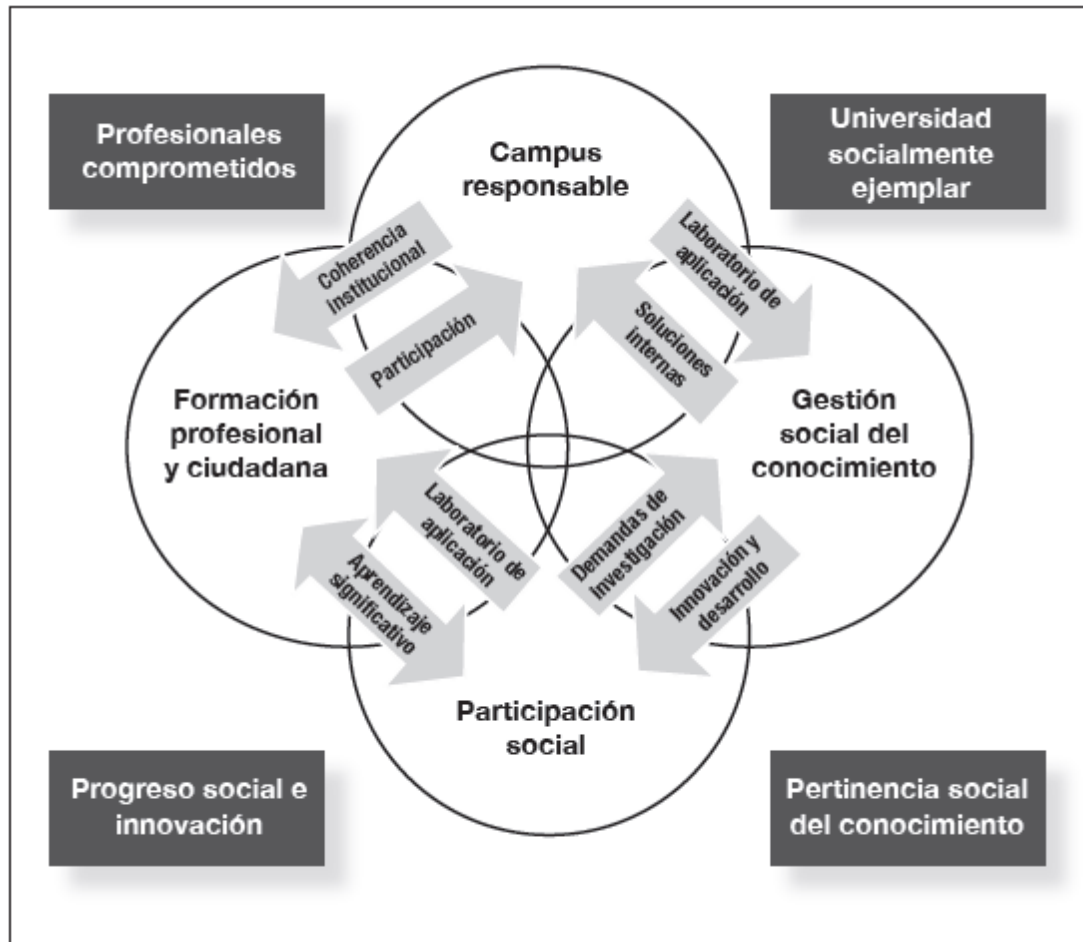 Profesionales
comprometidos
Campus
responsable
Universidad
socialmente
ejemplar
Coherencia
institucional
Participación
Laboratorio de
aplicación
Soluciones
internas
Formación
profesional
y ciudadana
Gestión
social del
conocimiento
Laboratorio de
aplicación
Aprendizaje
significativo
Demandas de
investigación
Innovación y
desarrollo
Participación
social
Progreso social e
innovación
Pertinencia social
del conocimiento